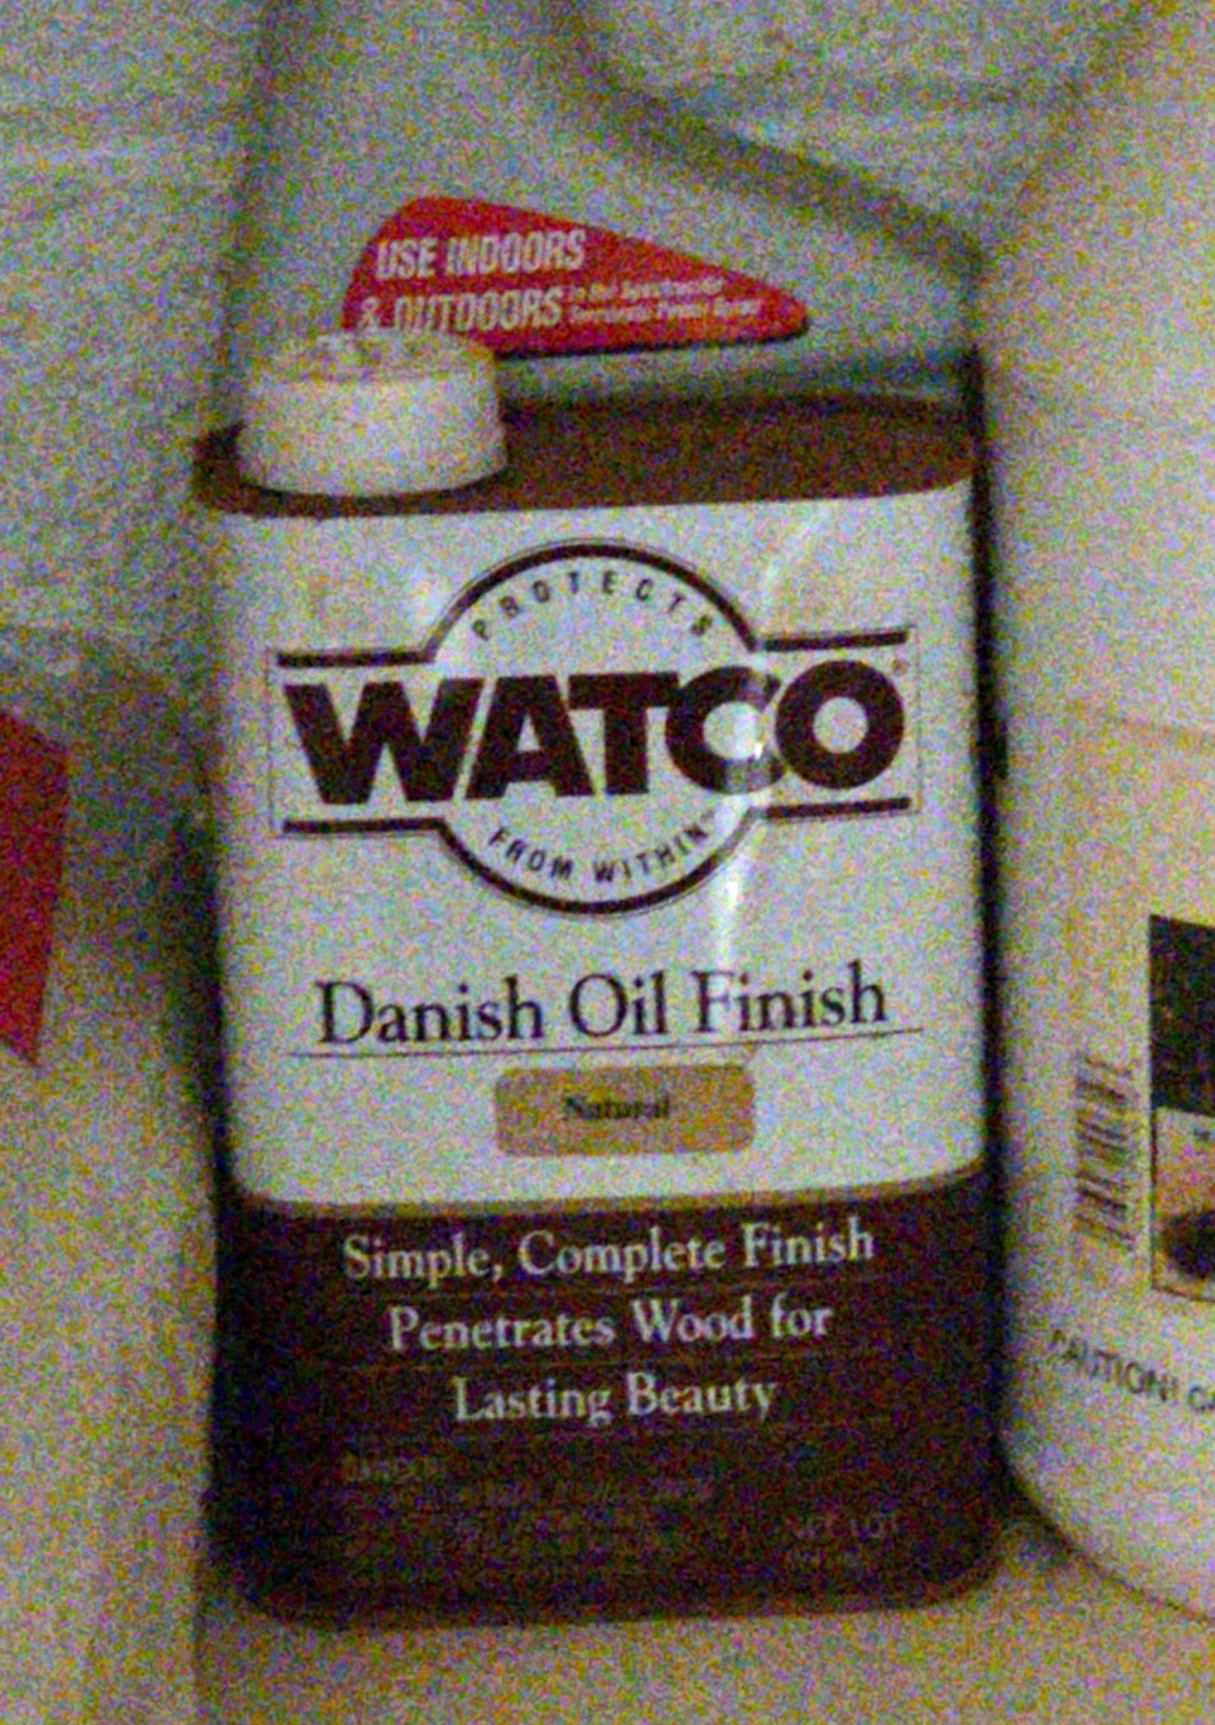 USE INDOORS
& OUTDOORS
PROTECTS
WATCO®
FROM WITHIN™
Danish Oil Finish
Natural
Simple, Complete Finish
Penetrates Wood for
Lasting Beauty
CAUTION!